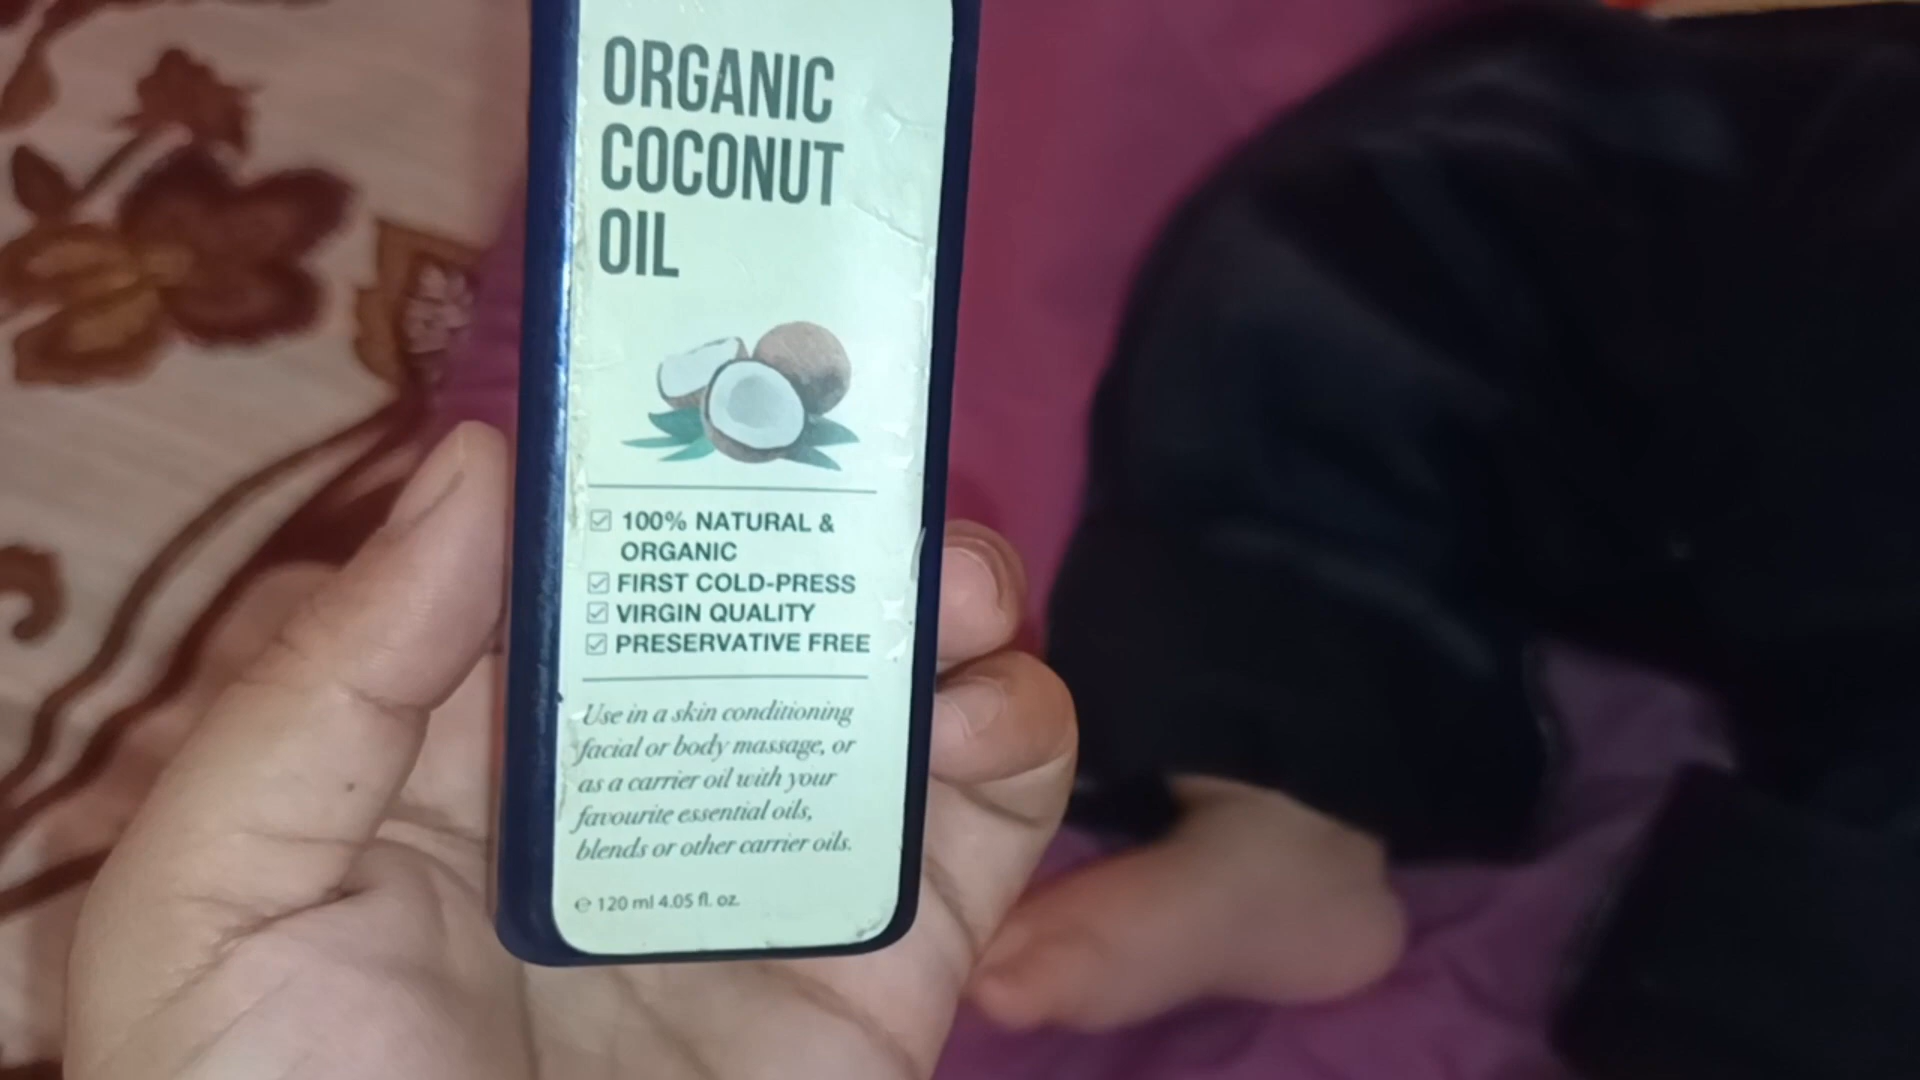 ORGANIC
COCONUT
OIL
100% NATURAL &
ORGANIC
FIRST COLD-PRESS
VIRGIN QUALITY
PRESERVATIVE FREE
Use in a skin conditioning
facial or body massage, or
as a carrier oil with your
favourite essential oils,
blends or other carrier oils.
℮ 120 ml 4.05 fl. oz.